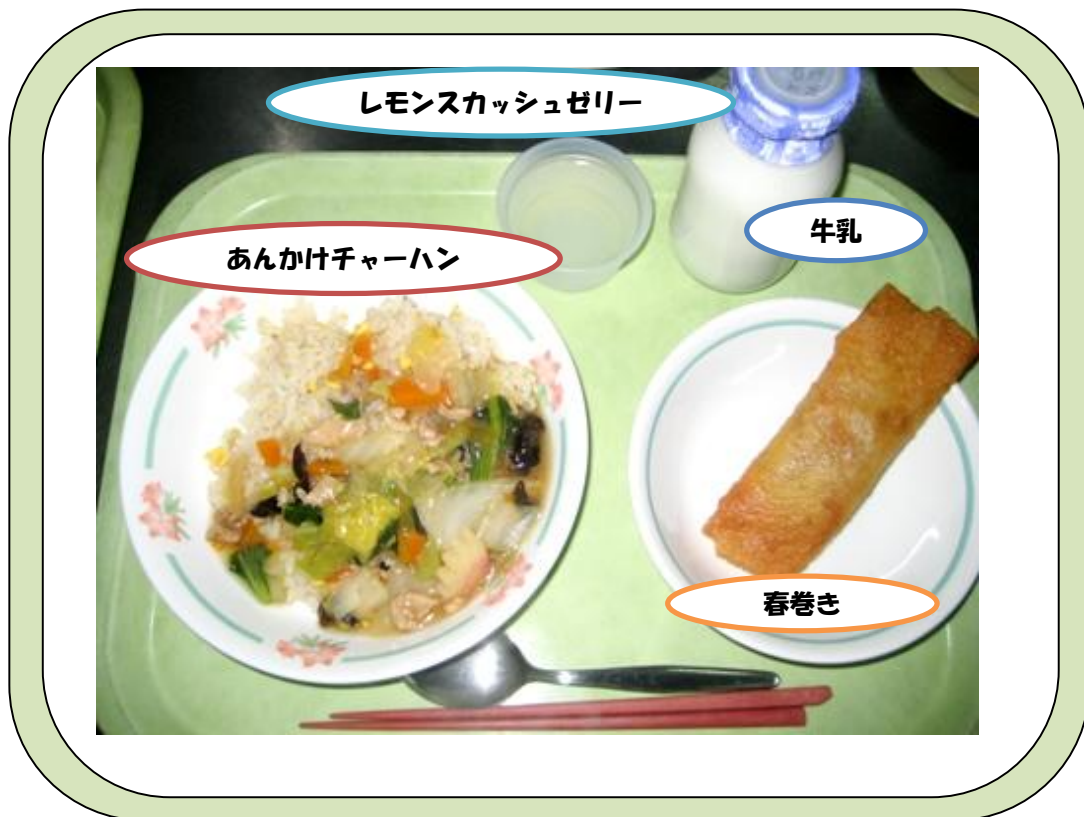 レモンスカッシュゼリー
牛乳
あんかけチャーハン
春巻き